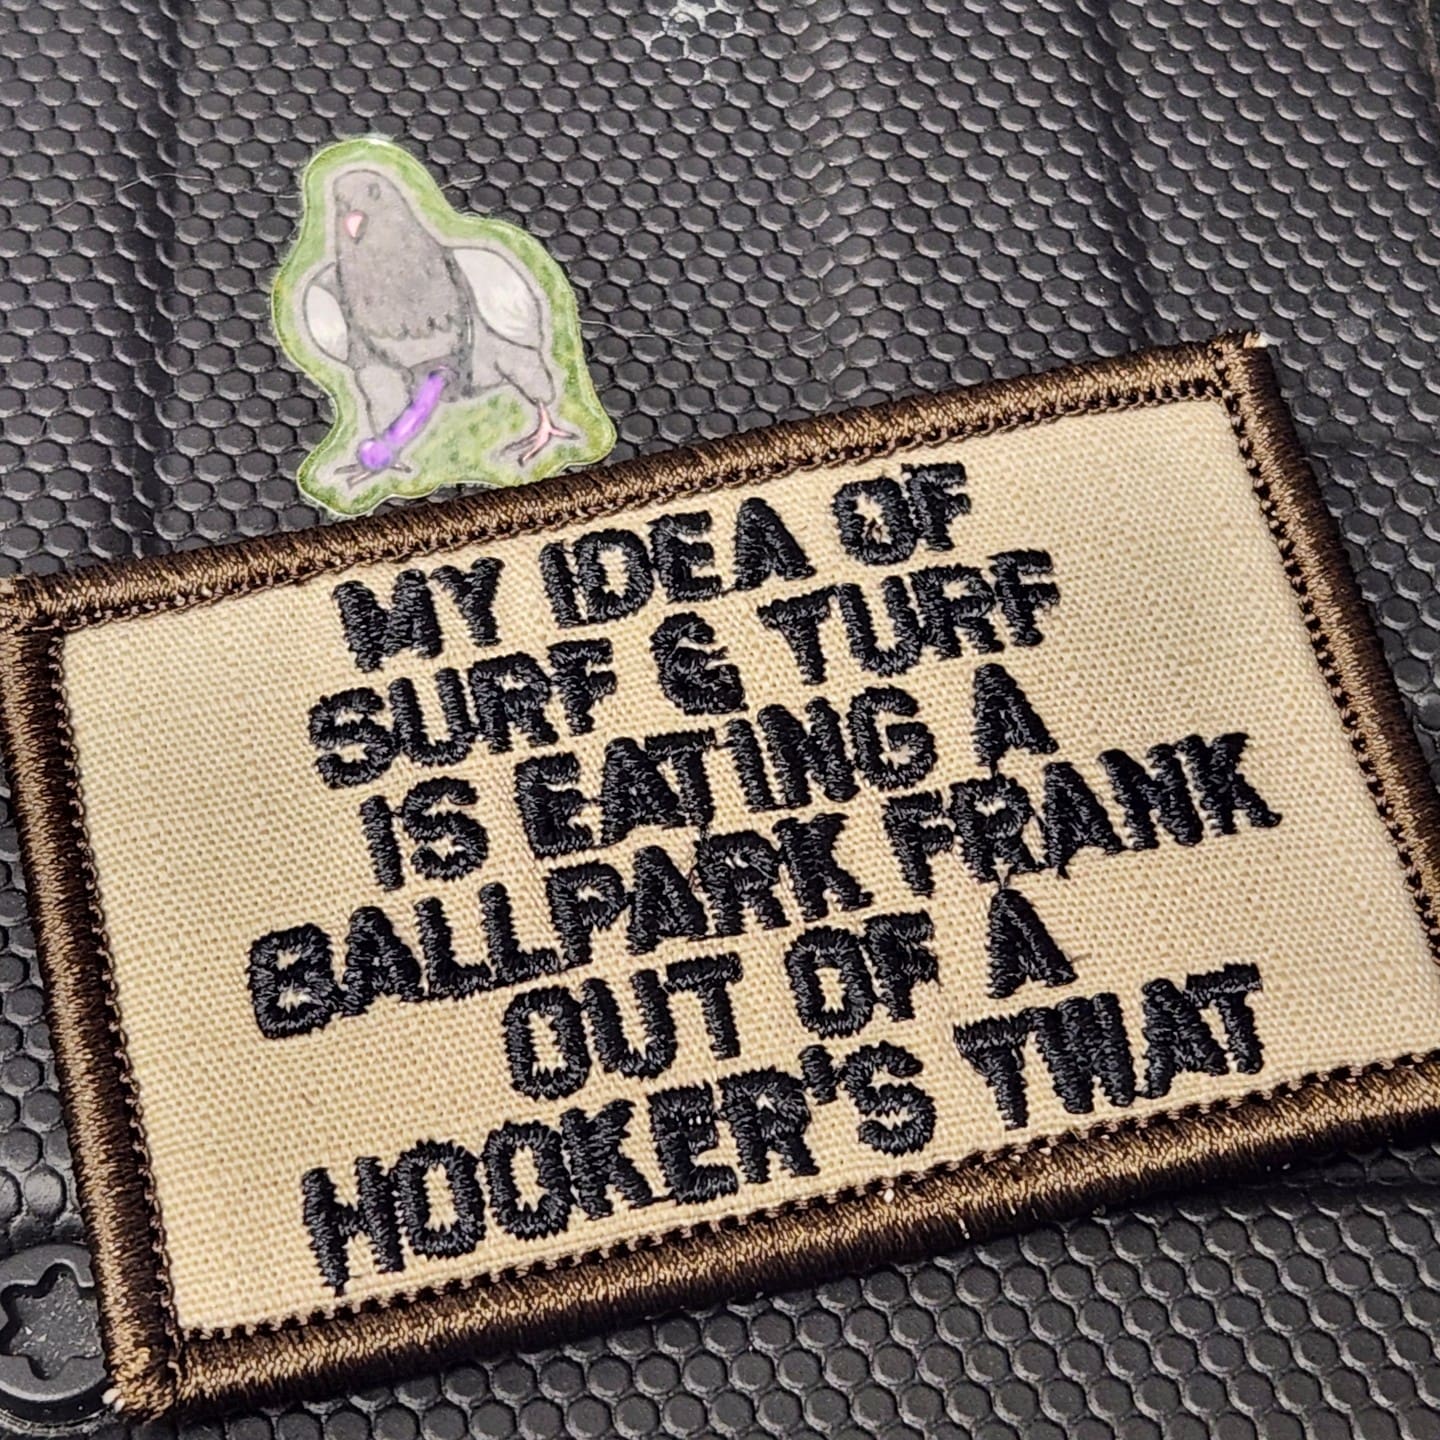 MY IDEA OF
SURF & TURF
IS EATING A
BALLPARK FRANK
OUT OF A
HOOKER'S TWAT